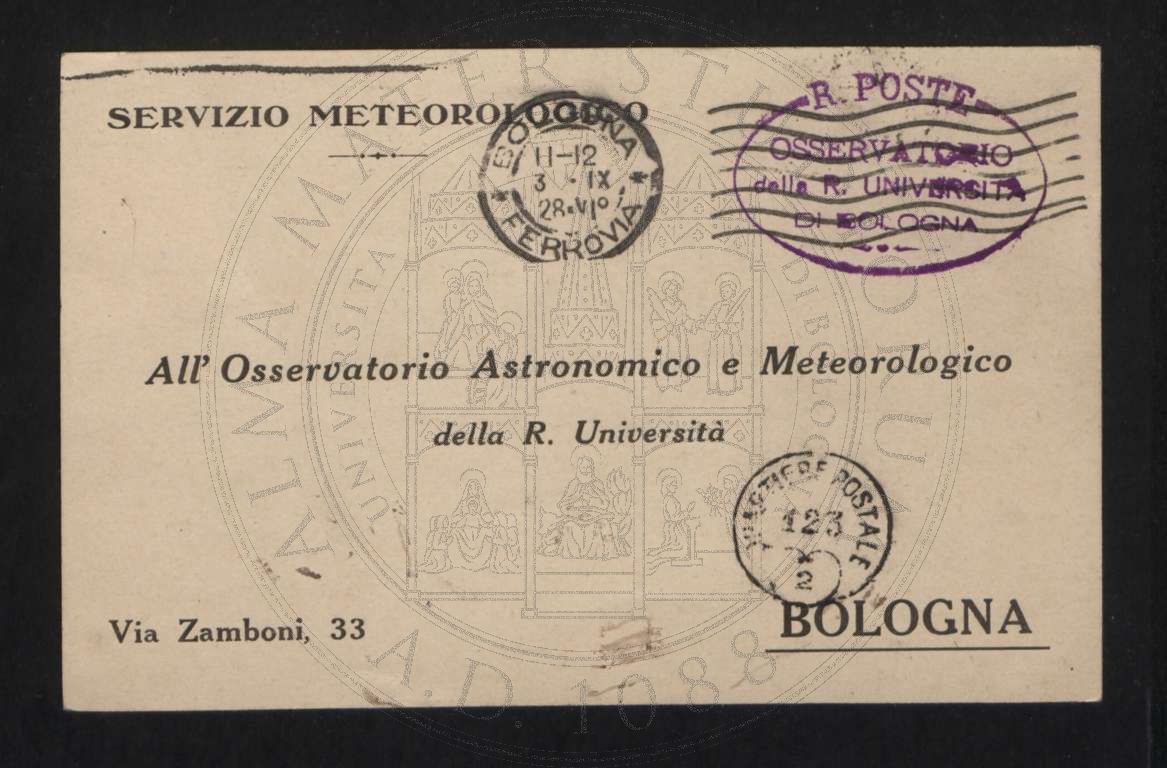 SERVIZIO METEOROLOGICO
BOLOGNA
11-12
3 · IX
28·VI°
* FERROVIA *
R. POSTE
OSSERVATORIO
della R. UNIVERSITÀ
DI BOLOGNA
All' Osservatorio Astronomico e Meteorologico
della R. Università
POSTALE
123
2
Via Zamboni, 33
BOLOGNA
ALMA MATER STUDIORUM
UNIVERSITÀ DI BOLOGNA
A.D. 1088